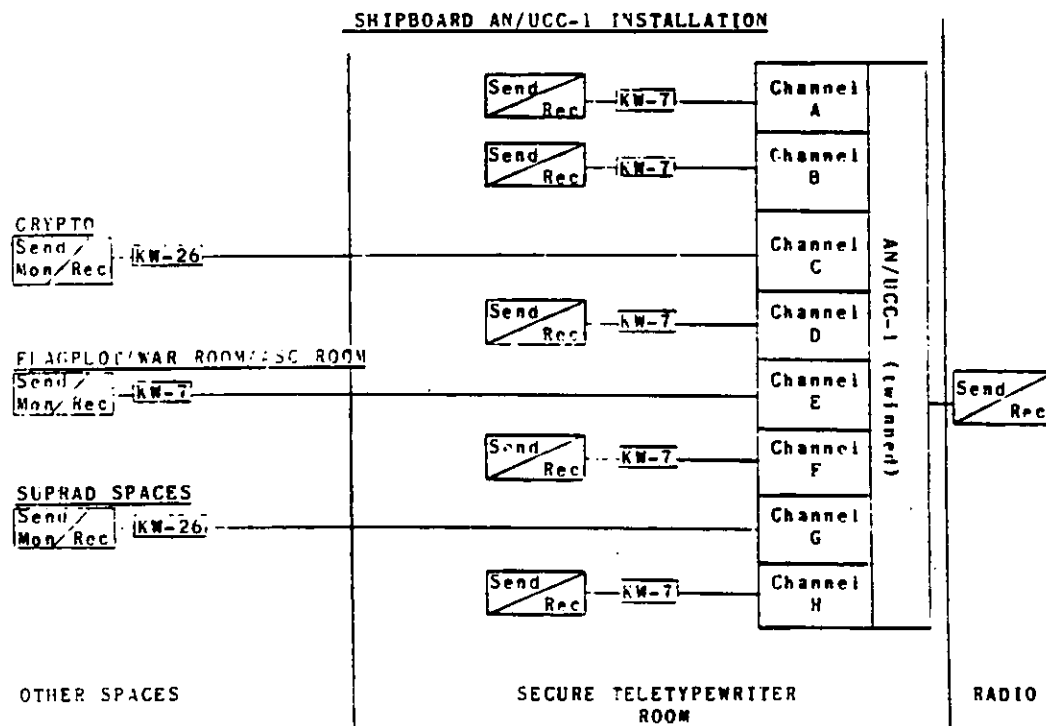 SHIPBOARD AN/UCC-1 INSTALLATION
Send
Rec
KW-7
Channel
A
Send
Rec
KW-7
Channel
B
CRYPTO
Send
Mon Rec
KW-26
Channel
C
Send
Rec
KW-7
Channel
D
FLAGPLOT/WAR ROOM/ ROOM
Send
Mon Rec
KW-7
Channel
E
Send
Rec
KW-7
Channel
F
SUPRAD SPACES
Send
Mon Rec
KW-26
Channel
G
Send
Rec
KW-7
Channel
H
AN/UCC-1 (twinned)
Send
Rec
OTHER SPACES
SECURE TELETYPEWRITER
ROOM
RADIO